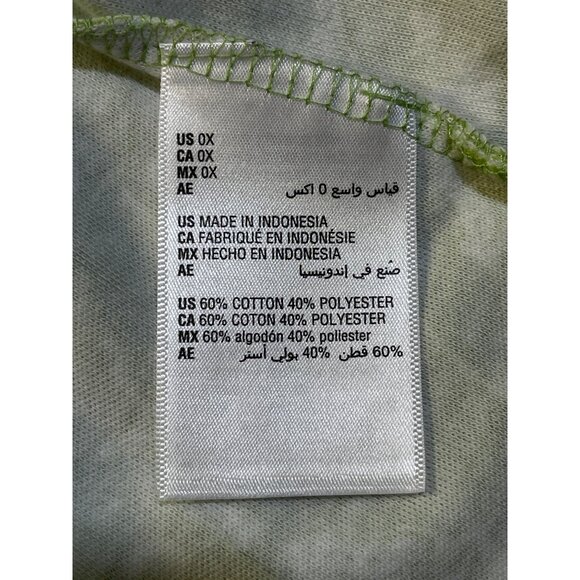 US 0X
CA 0X
MX 0X
AE قياس واسع 0 اكس
US MADE IN INDONESIA
CA FABRIQUÉ EN INDONÉSIE
MX HECHO EN INDONESIA
AE صُنع في إندونيسيا
US 60% COTTON 40% POLYESTER
CA 60% COTON 40% POLYESTER
MX 60% algodón 40% poliester
AE 60% قطن 40% بولي أستر